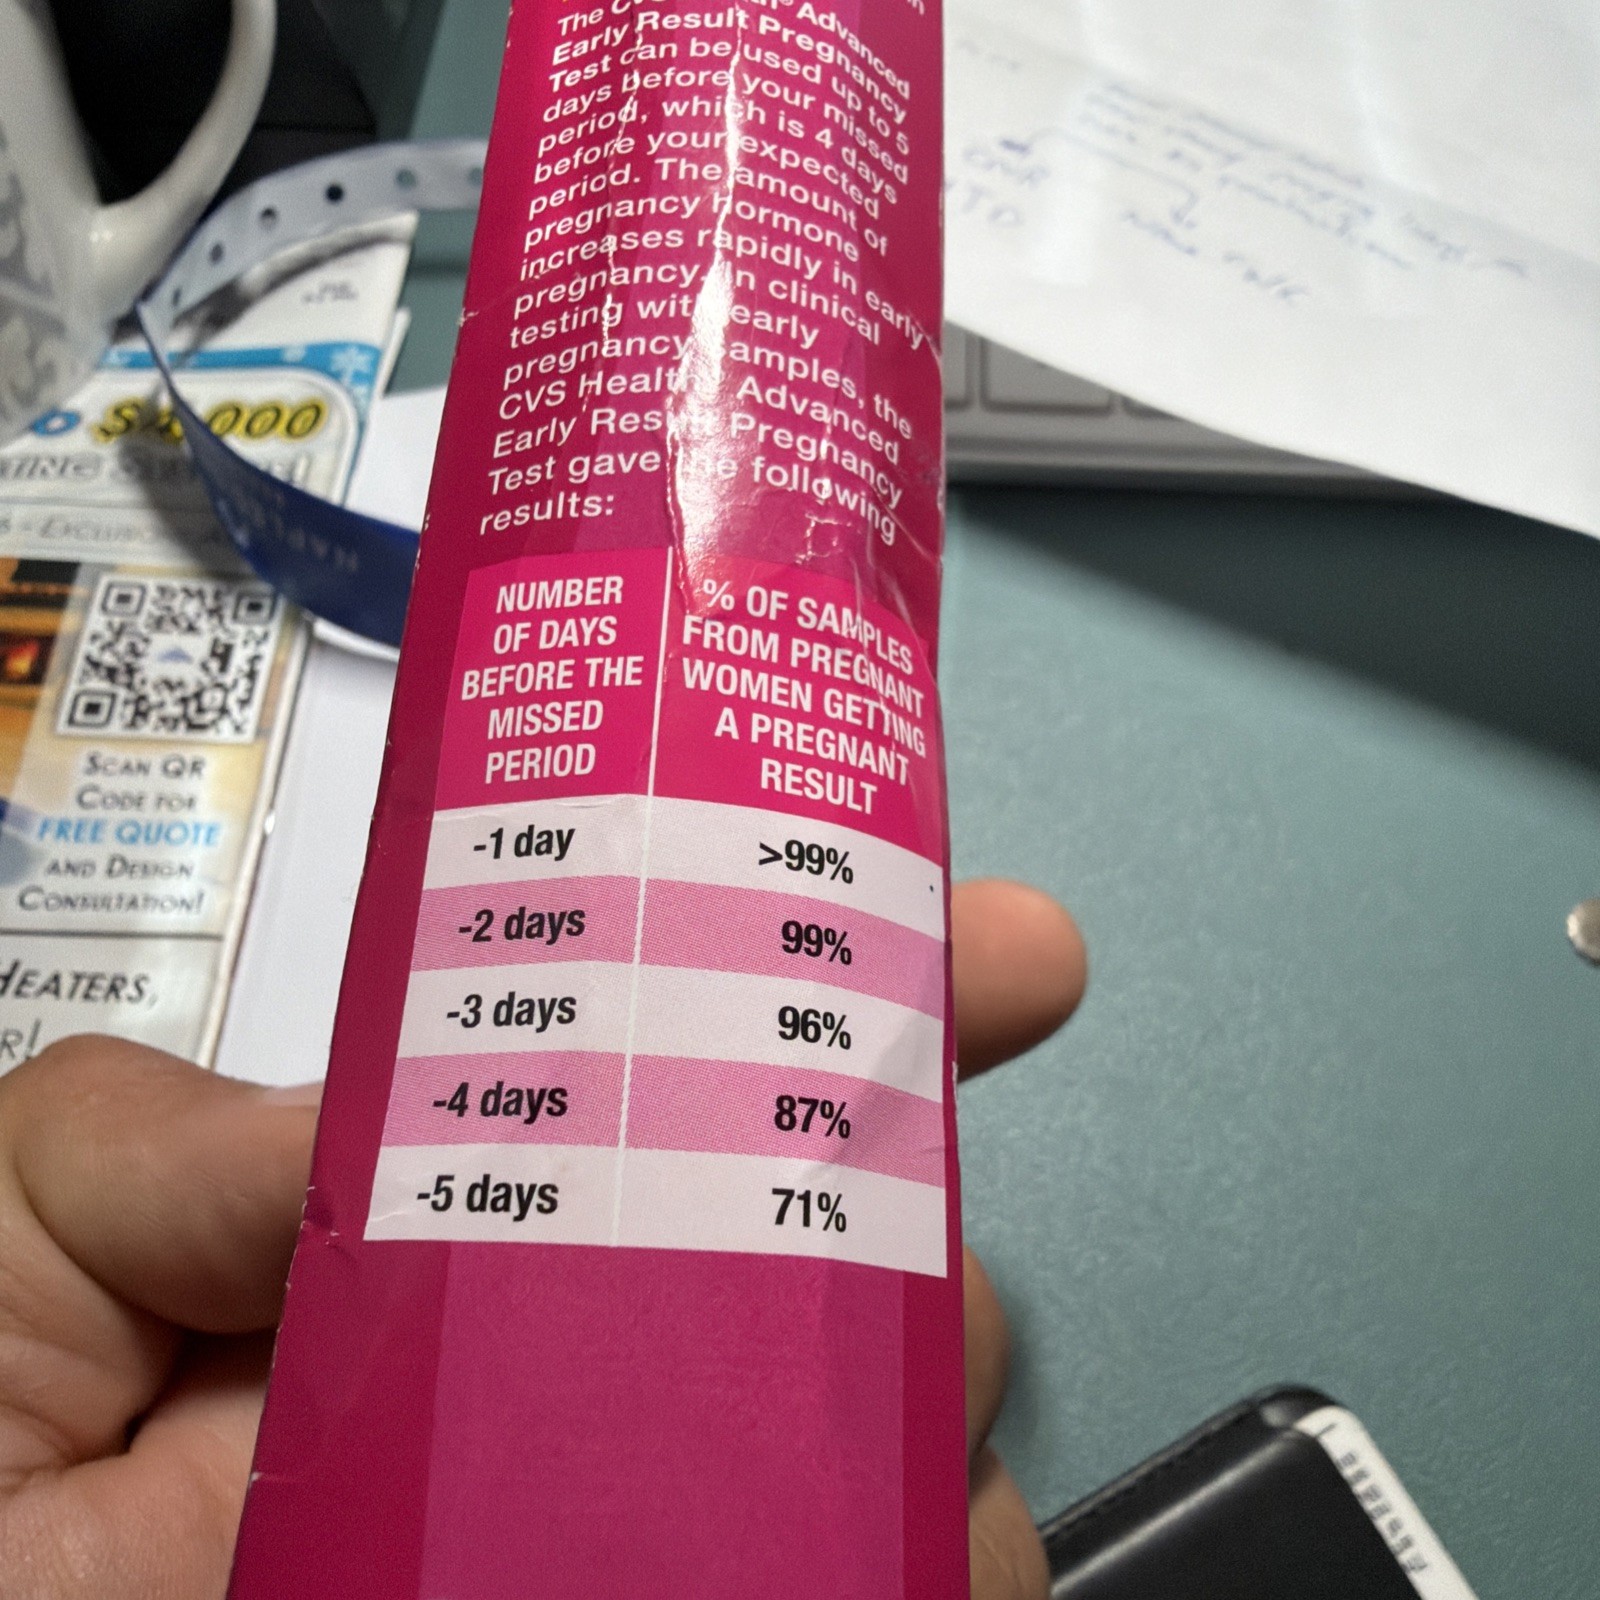 Advanced
Early Result Pregnancy
Test can be used up to 5
days before your missed
period, which is 4 days
before your expected
period. The amount of
pregnancy hormone
increases rapidly in early
pregnancy. In clinical
testing with early
pregnancy samples, the
CVS Health Advanced
Early Result Pregnancy
Test gave the following
results:
NUMBER
OF DAYS
BEFORE THE
MISSED
PERIOD
% OF SAMPLES
FROM PREGNANT
WOMEN GETTING
A PREGNANT
RESULT
-1 day >99%
-2 days 99%
-3 days 96%
-4 days 87%
-5 days 71%
SCAN QR
CODE FOR
FREE QUOTE
AND DESIGN
CONSULTATION!
HEATERS,